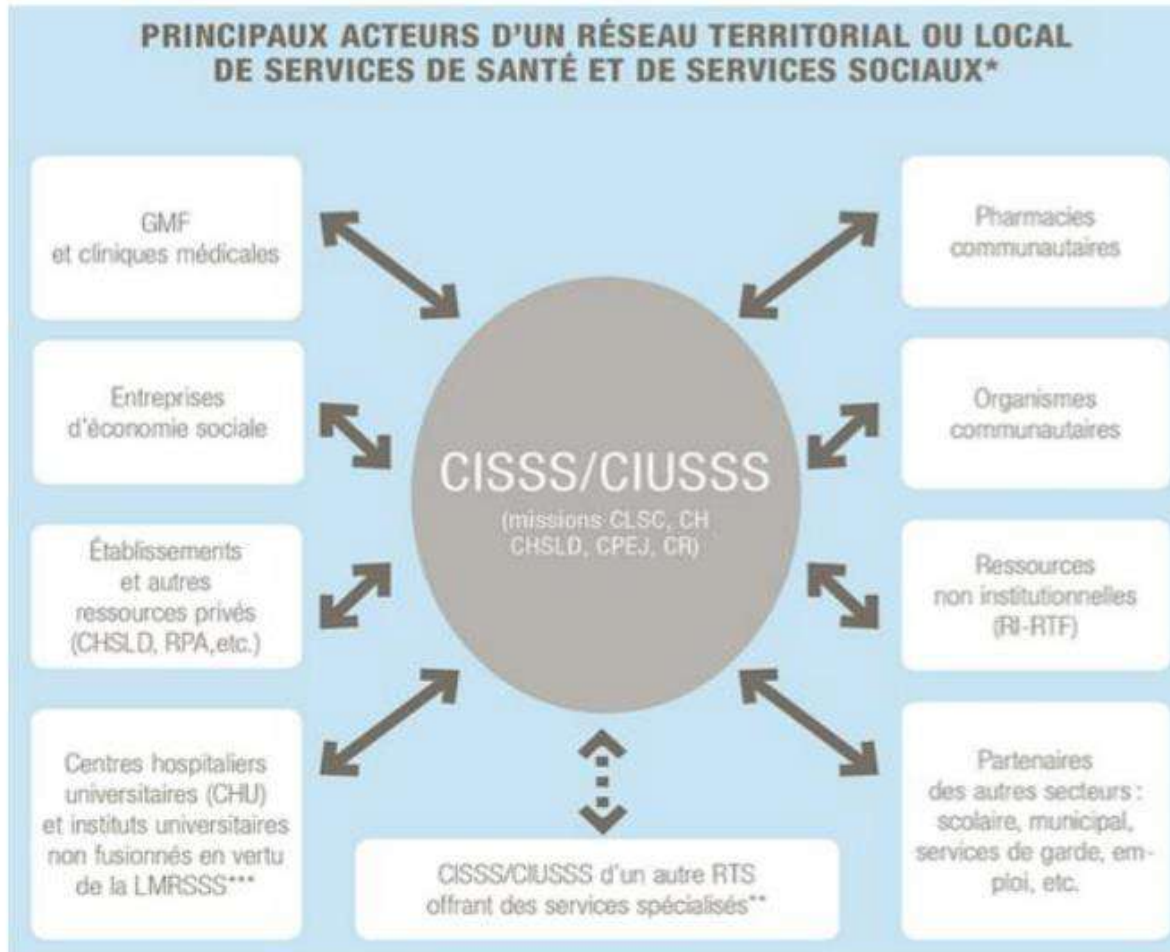 PRINCIPAUX ACTEURS D'UN RÉSEAU TERRITORIAL OU LOCAL
DE SERVICES DE SANTÉ ET DE SERVICES SOCIAUX*
GMF
et cliniques médicales
Entreprises
d'économie sociale
Établissements
et autres
ressources privés
(CHSLD, RPA,etc.)
Centres hospitaliers
universitaires (CHU)
et instituts universitaires
non fusionnés en vertu
de la LMRSSS***
CISSS/CIUSSS
(missions CLSC, CH
CHSLD, CPEJ, CR)
CISSS/CIUSSS d'un autre RTS
offrant des services spécialisés**
Pharmacies
communautaires
Organismes
communautaires
Ressources
non institutionnelles
(RI-RTF)
Partenaires
des autres secteurs :
scolaire, municipal,
services de garde, em-
ploi, etc.